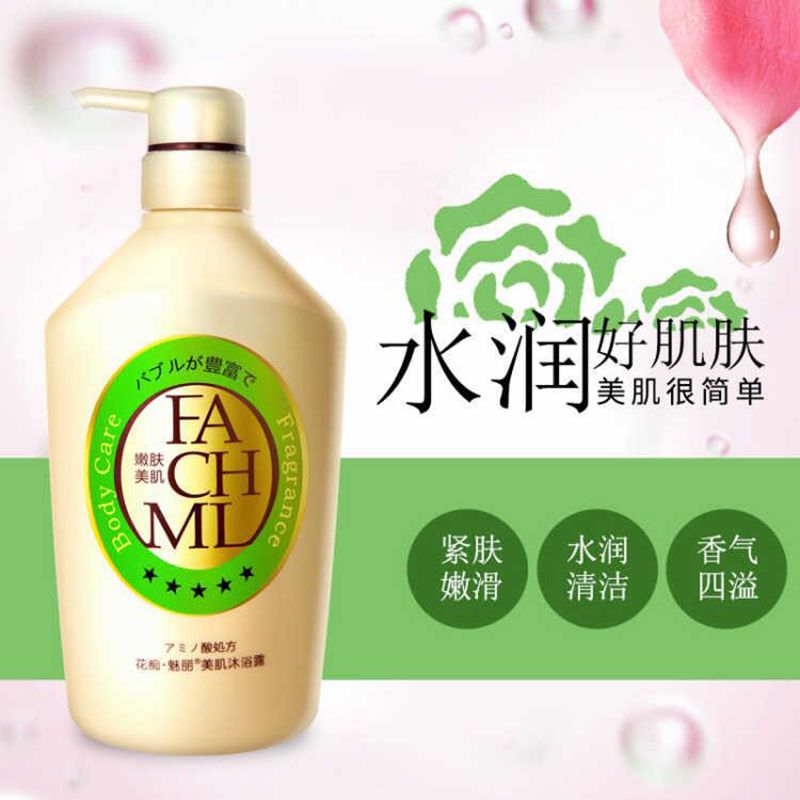 水润好肌肤
美肌很简单
バブルが豊富で
Body Care
Fragrance
嫩肤
美肌
FA
CH
ML
★★★★★
アミノ酸処方
花痴·魅丽®美肌沐浴露
紧肤
嫩滑
水润
清洁
香气
四溢